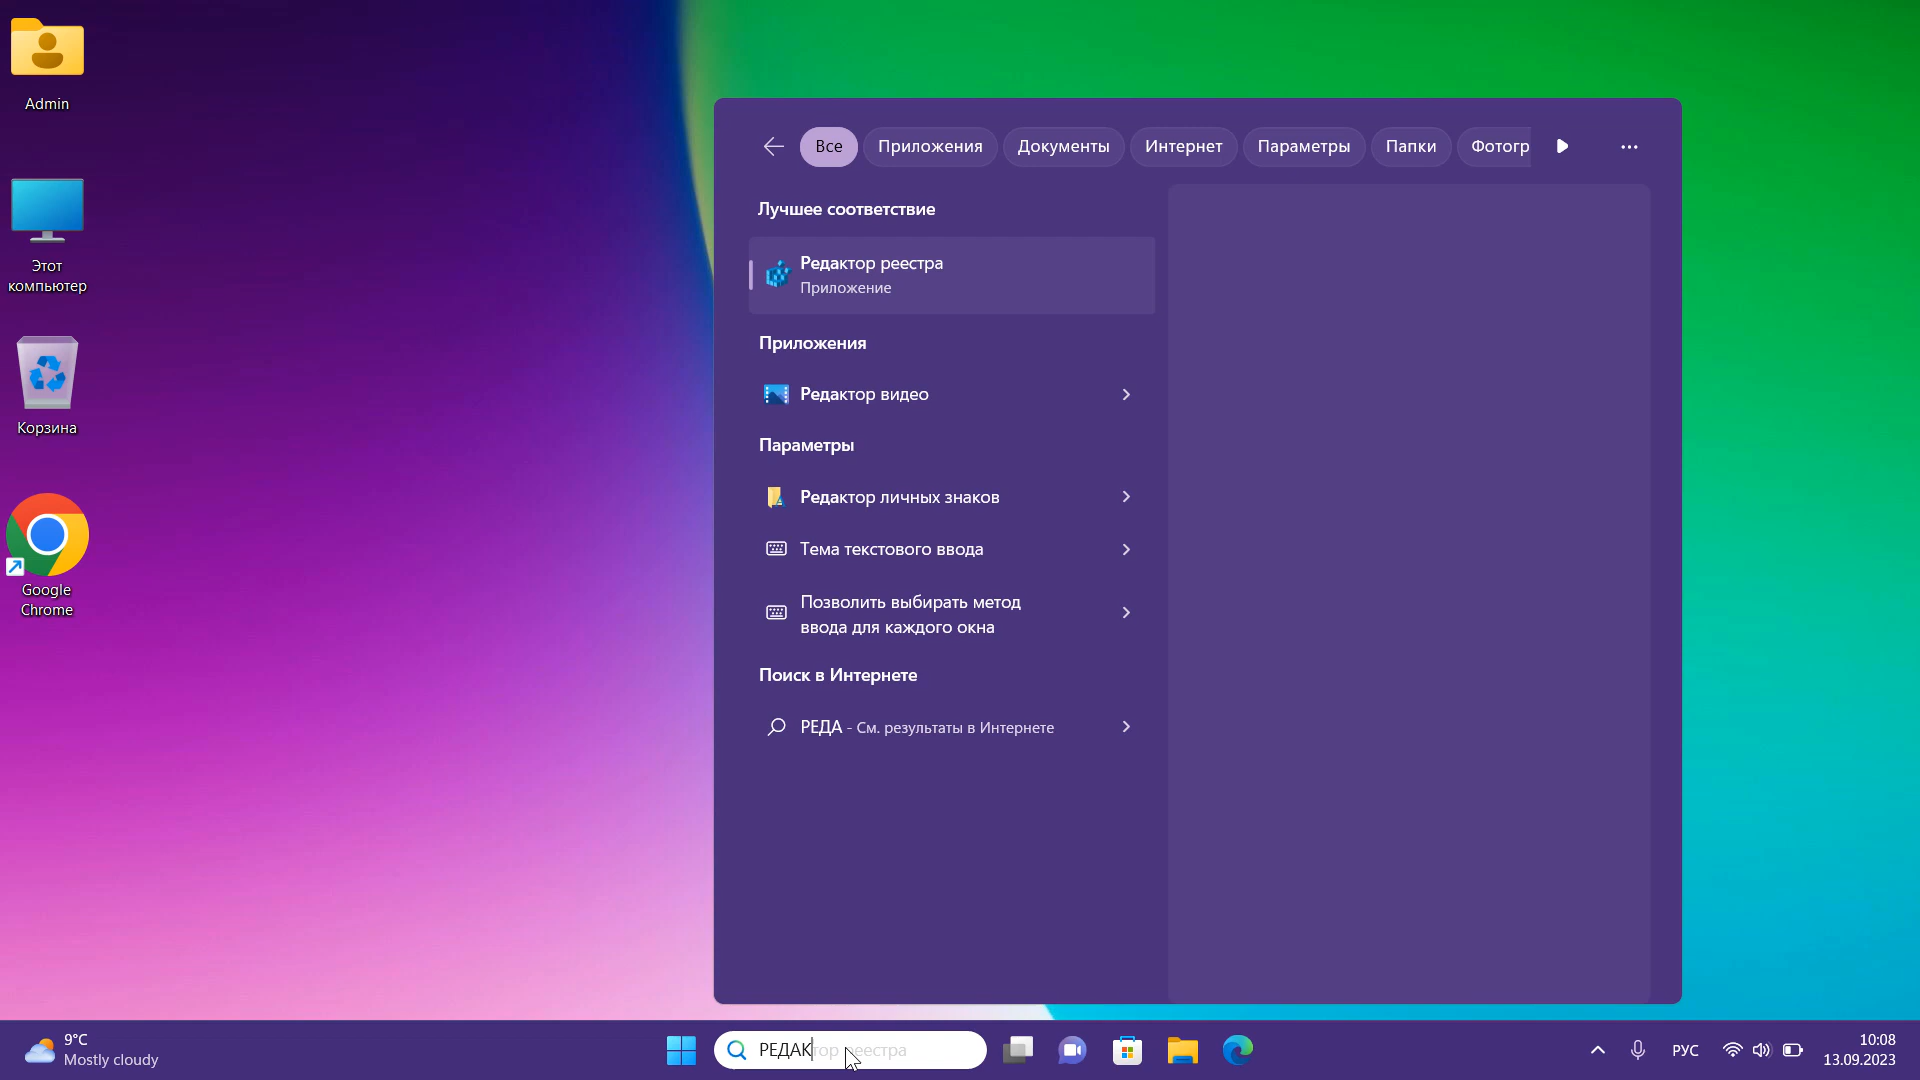 Admin
Этот
компьютер
Корзина
Google
Chrome
Все Приложения Документы Интернет Параметры Папки Фотогр
Лучшее соответствие
Редактор реестра
Приложение
Приложения
Редактор видео
Параметры
Редактор личных знаков
Тема текстового ввода
Позволить выбирать метод
ввода для каждого окна
Поиск в Интернете
РЕДА - См. результаты в Интернете
9°C
Mostly cloudy
РЕДАКтор реестра
РУС
10:08
13.09.2023